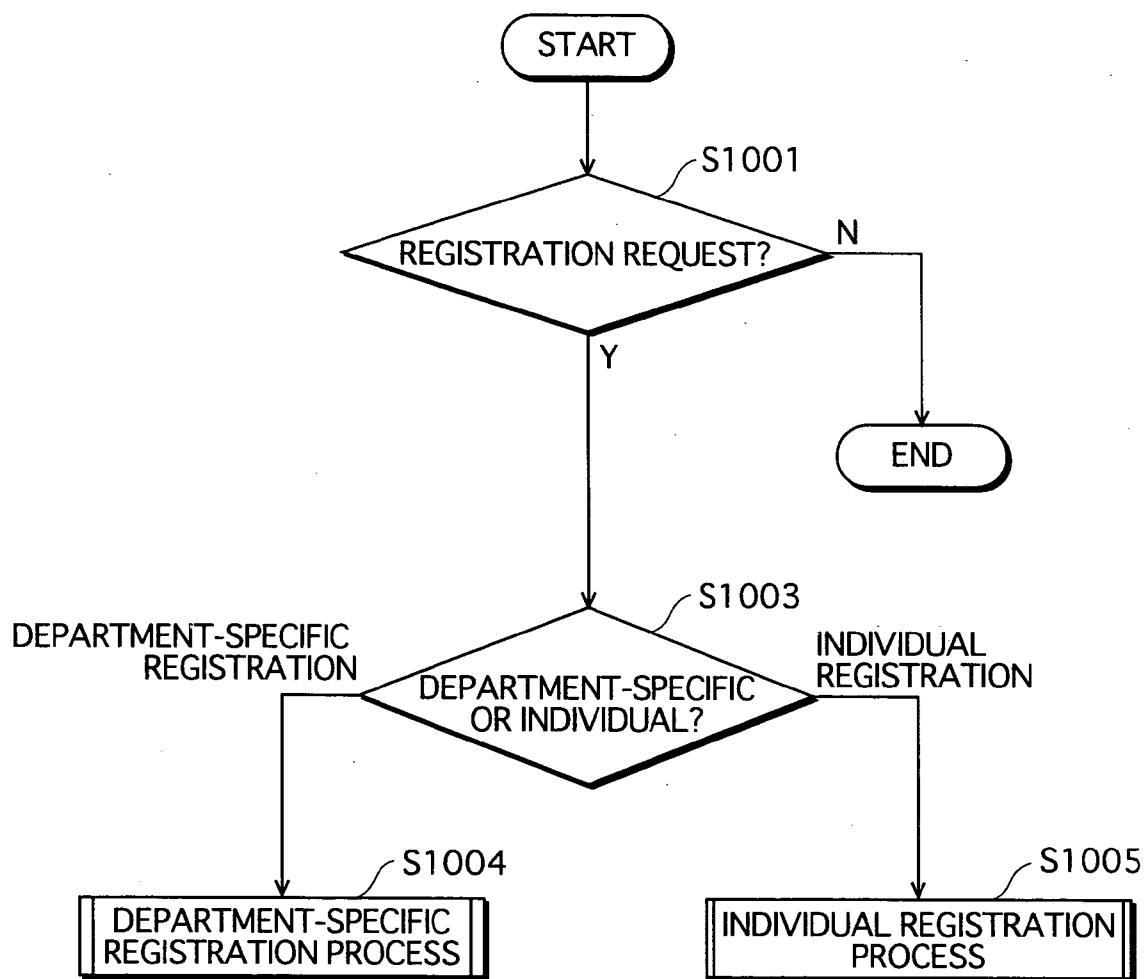 START
S1001
REGISTRATION REQUEST?
N
Y
END
S1003
DEPARTMENT-SPECIFIC
REGISTRATION
INDIVIDUAL
REGISTRATION
DEPARTMENT-SPECIFIC
OR INDIVIDUAL?
S1004
S1005
DEPARTMENT-SPECIFIC
REGISTRATION PROCESS
INDIVIDUAL REGISTRATION
PROCESS